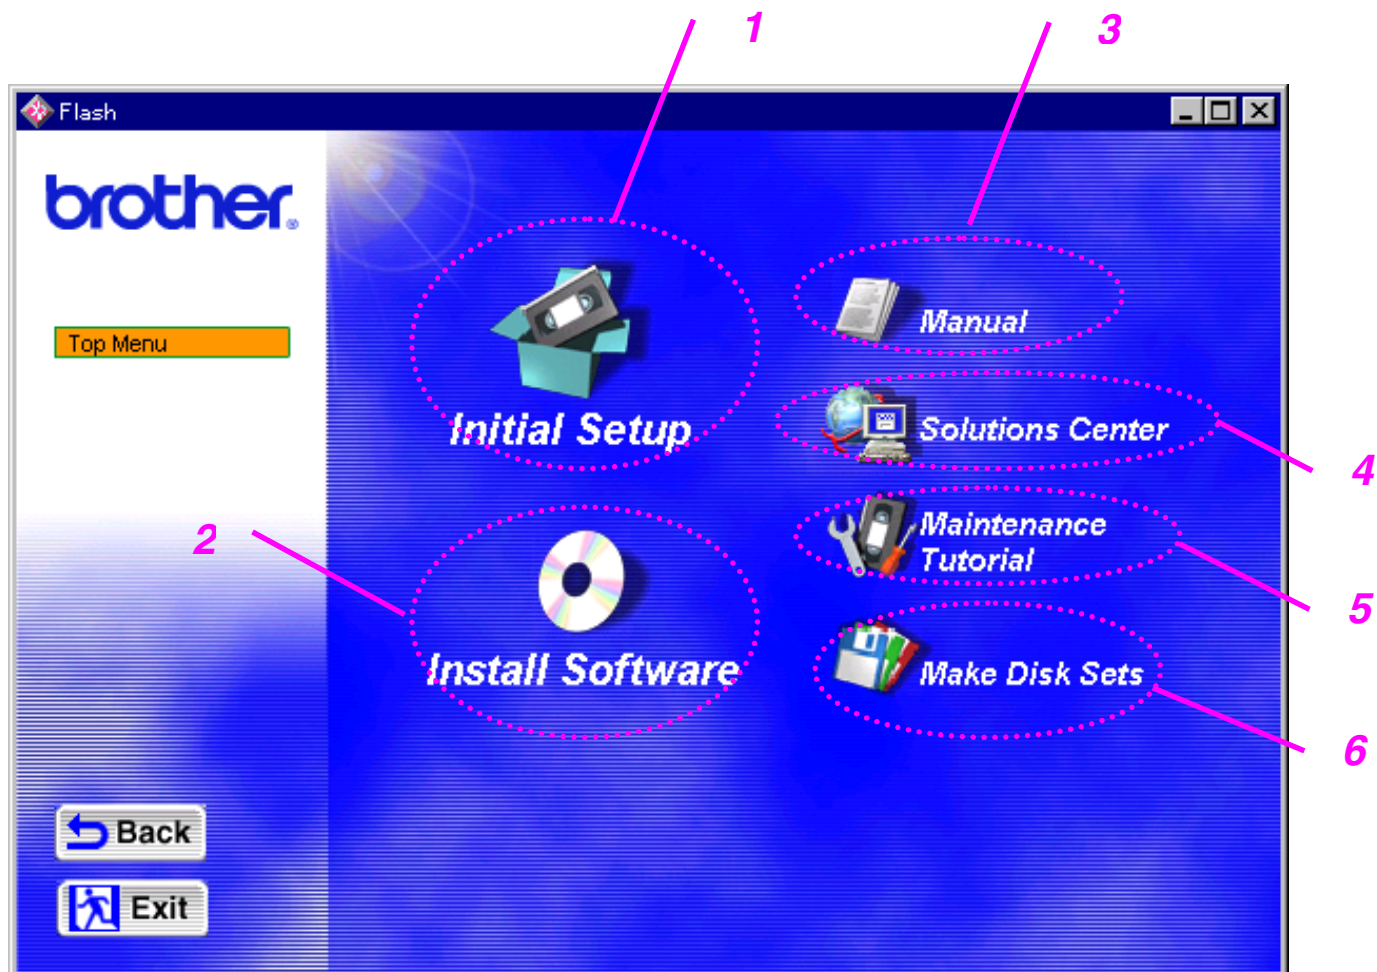 1
3
Flash
brother®
Top Menu
Manual
Initial Setup
Solutions Center
4
2
Maintenance
Tutorial
5
Install Software
Make Disk Sets
6
Back
Exit